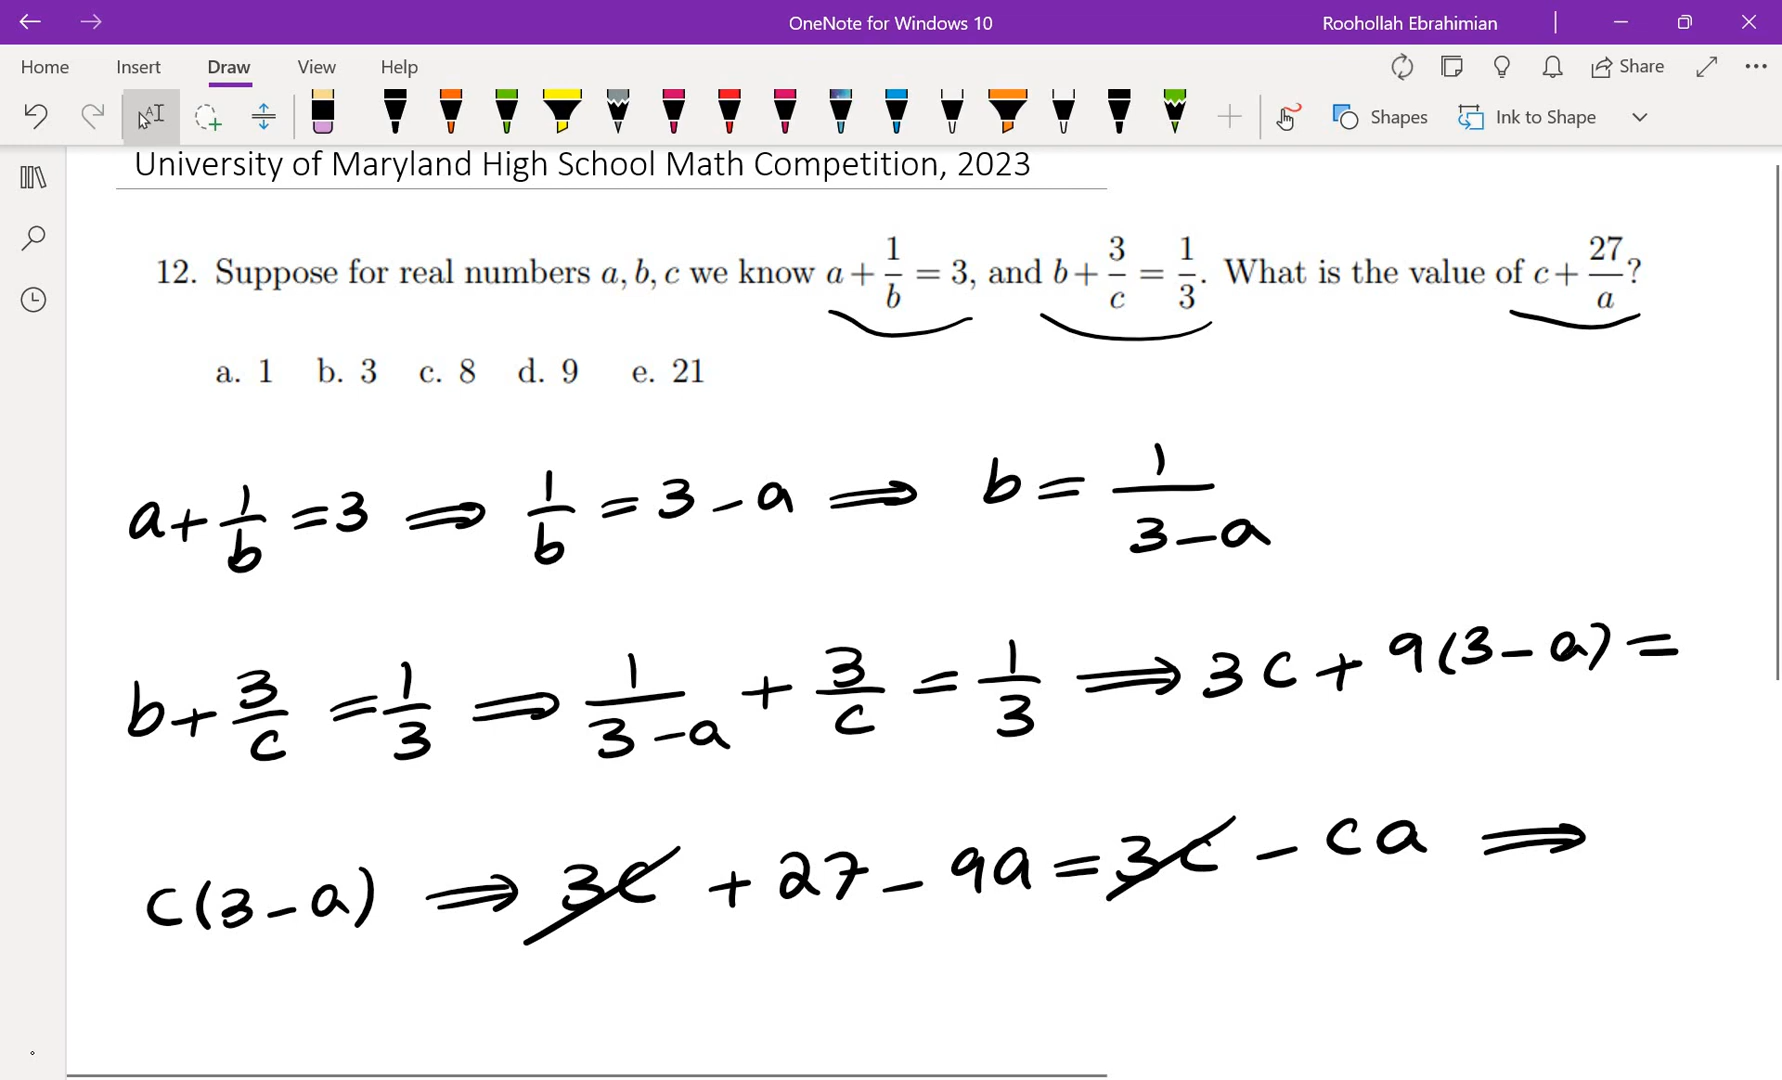 OneNote for Windows 10 Roohollah Ebrahimian
Home Insert Draw View Help Share
Shapes Ink to Shape
University of Maryland High School Math Competition, 2023
12. Suppose for real numbers a, b, c we know a + 1/b = 3, and b + 3/c = 1/3. What is the value of c + 27/a?
a. 1 b. 3 c. 8 d. 9 e. 21
a + 1/b = 3 ⟹ 1/b = 3 - a ⟹ b = 1/(3 - a)
b + 3/c = 1/3 ⟹ 1/(3 - a) + 3/c = 1/3 ⟹ 3c + 9(3 - a) =
c(3 - a) ⟹ 3c + 27 - 9a = 3c - ca ⟹